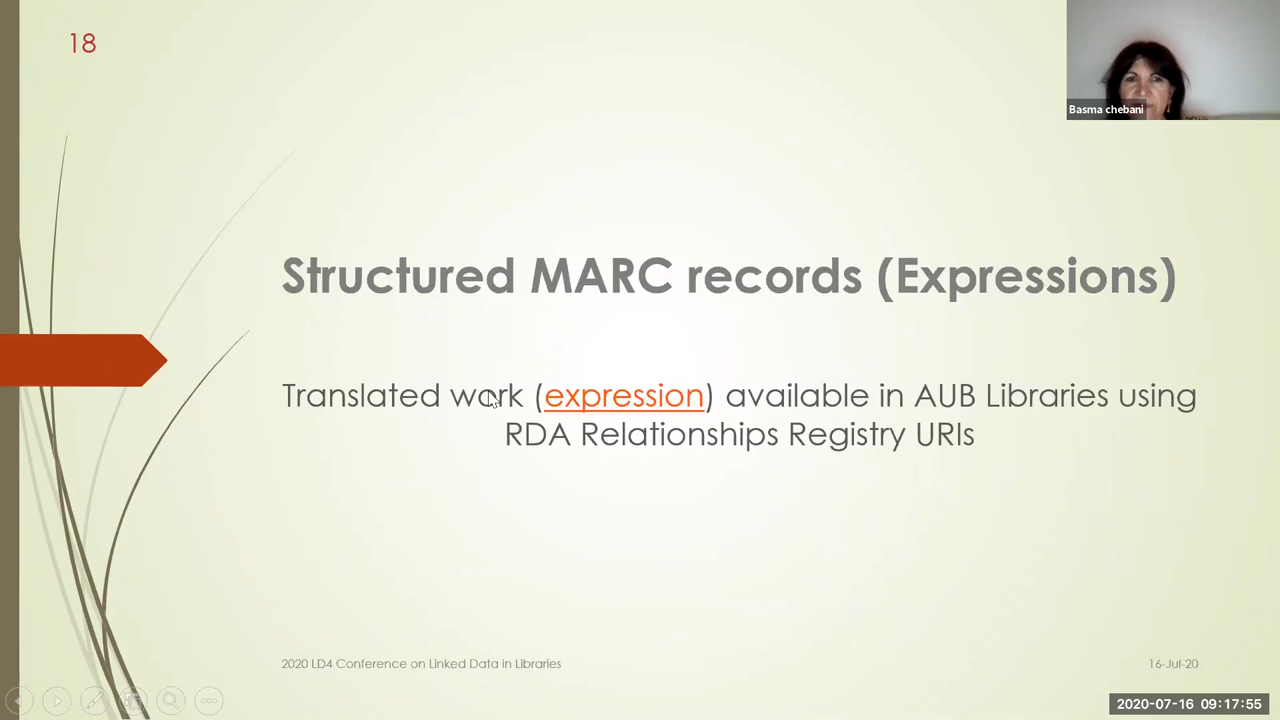 18
Basma chebani
Structured MARC records (Expressions)
Translated work (expression) available in AUB Libraries using
RDA Relationships Registry URIs
2020 LD4 Conference on Linked Data in Libraries
16-Jul-20
2020-07-16 09:17:55